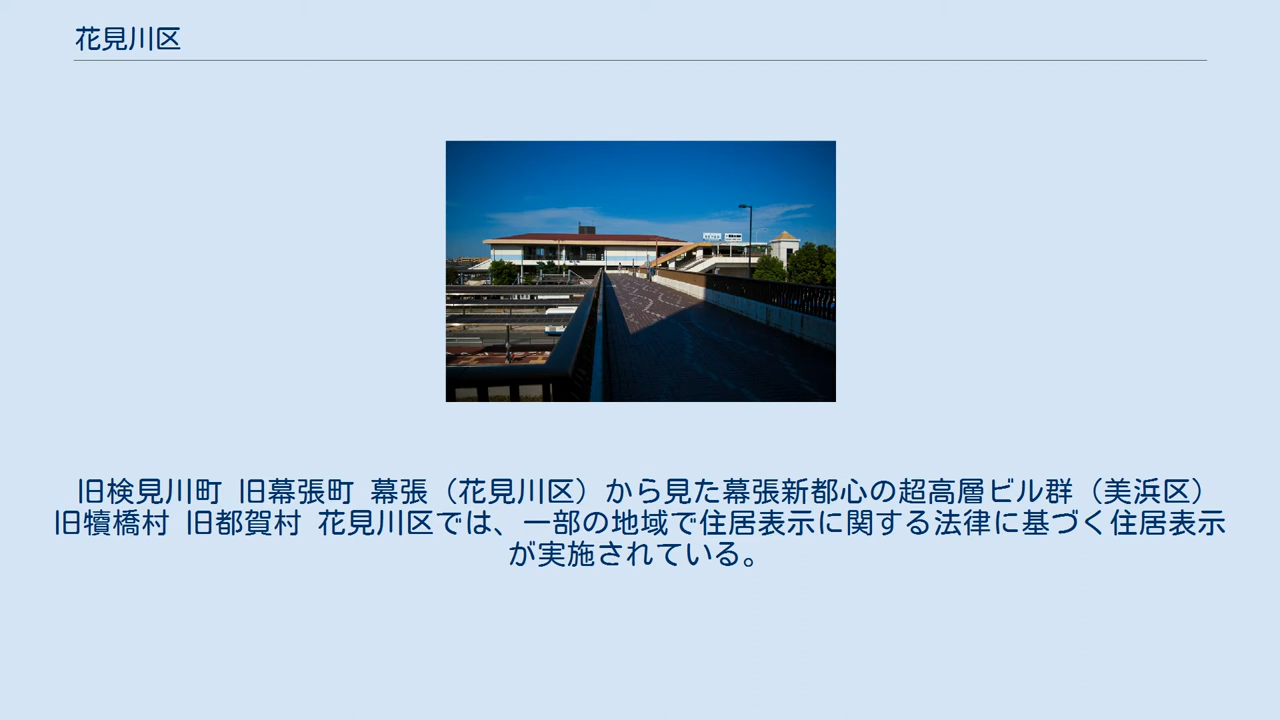 花見川区
旧検見川町 旧幕張町 幕張（花見川区）から見た幕張新都心の超高層ビル群（美浜区）
旧犢橋村 旧都賀村 花見川区では、一部の地域で住居表示に関する法律に基づく住居表示
が実施されている。